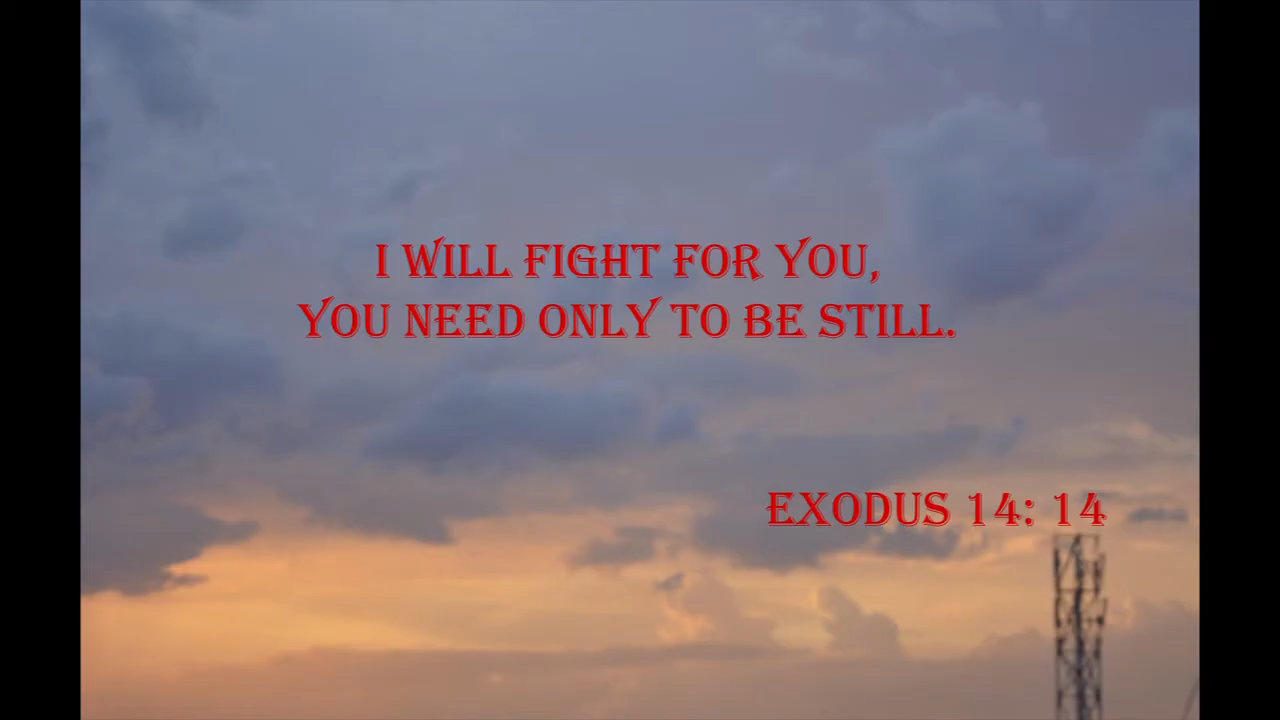 I WILL FIGHT FOR YOU,
YOU NEED ONLY TO BE STILL.
EXODUS 14: 14